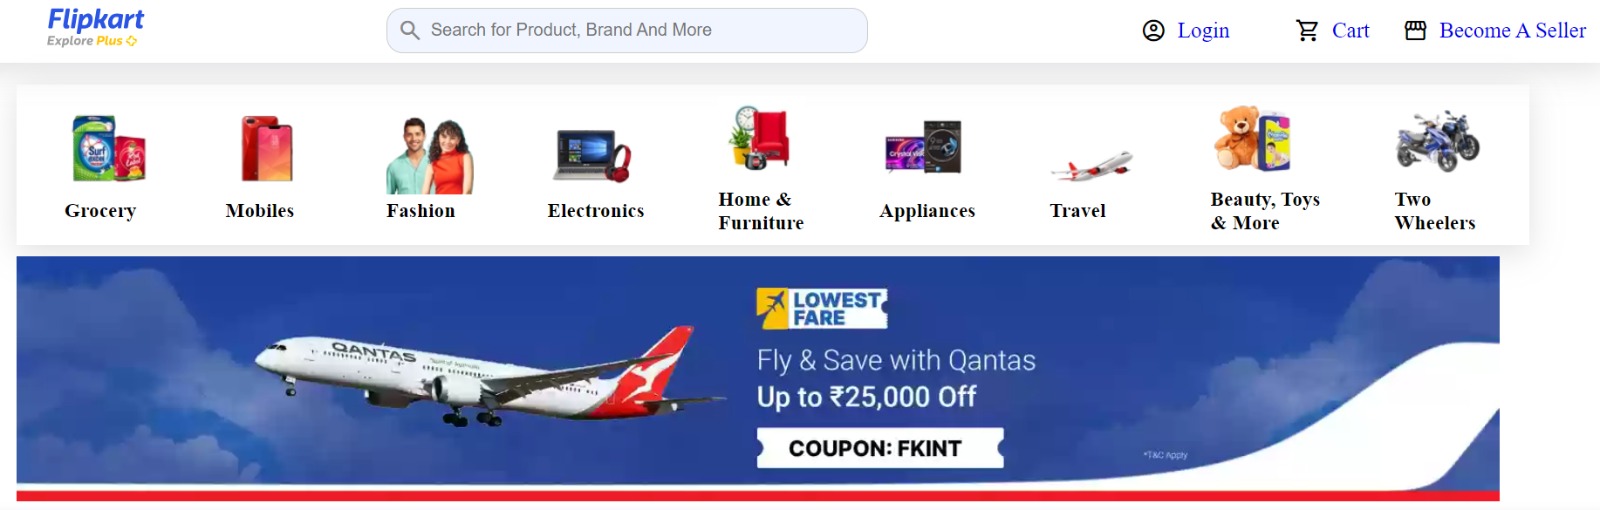 Flipkart
Explore Plus
Search for Product, Brand And More
Login
Cart
Become A Seller
Surf excel
Grocery
Mobiles
Fashion
Electronics
Home &
Furniture
Appliances
Travel
Beauty, Toys
& More
Two
Wheelers
LOWEST
FARE
QANTAS
Fly & Save with Qantas
Up to ₹25,000 Off
COUPON: FKINT
*T&C Apply